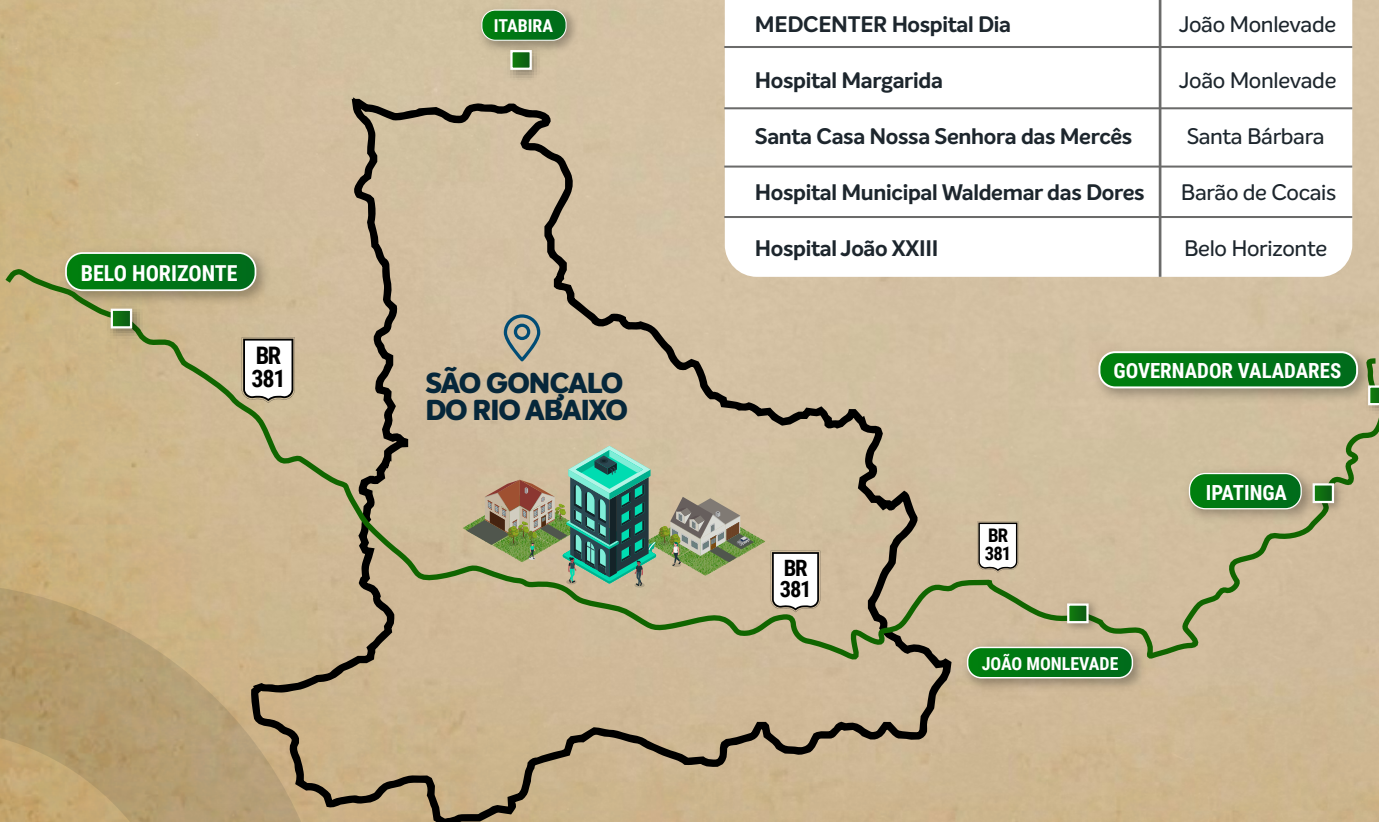 ITABIRA
MEDCENTER Hospital Dia João Monlevade
Hospital Margarida João Monlevade
Santa Casa Nossa Senhora das Mercês Santa Bárbara
Hospital Municipal Waldemar das Dores Barão de Cocais
Hospital João XXIII Belo Horizonte
BELO HORIZONTE
BR
381
SÃO GONÇALO
DO RIO ABAIXO
GOVERNADOR VALADARES
IPATINGA
BR
381
BR
381
JOÃO MONLEVADE